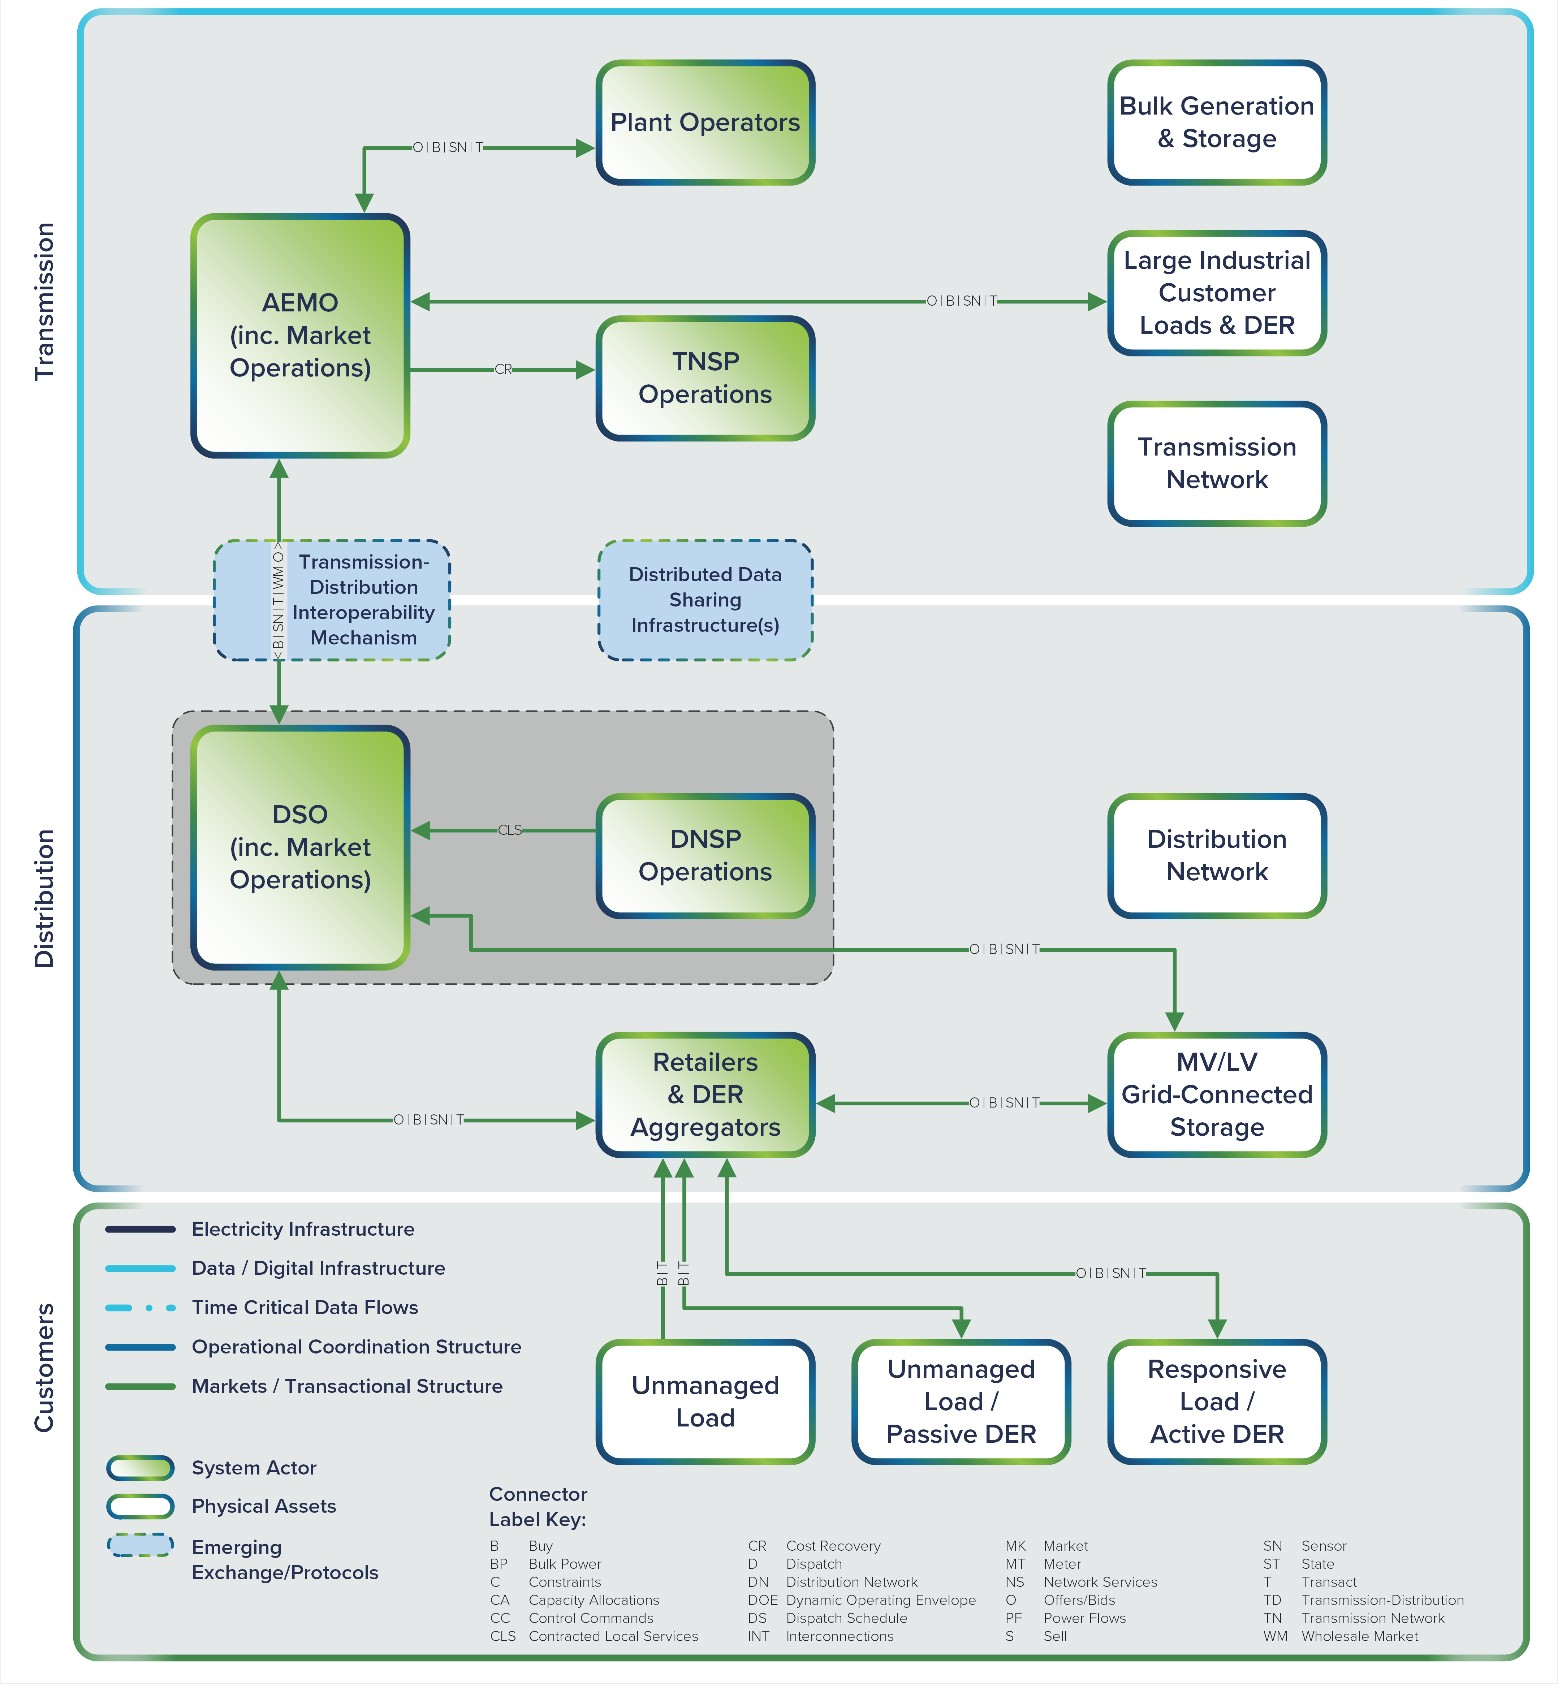 Transmission
Plant Operators
Bulk Generation
& Storage
O | B | S | N | T
AEMO
(inc. Market
Operations)
Large Industrial
Customer
Loads & DER
O | B | S | N | T
TNSP
Operations
CR
Transmission
Network
<B | S | N | T | WM O>
Transmission-
Distribution
Interoperability
Mechanism
Distributed Data
Sharing
Infrastructure(s)
Distribution
DSO
(inc. Market
Operations)
CLS
DNSP
Operations
Distribution
Network
O | B | S | N | T
Retailers
& DER
Aggregators
MV/LV
Grid-Connected
Storage
O | B | S | N | T
O | B | S | N | T
Customers
Electricity Infrastructure
Data / Digital Infrastructure
Time Critical Data Flows
Operational Coordination Structure
Markets / Transactional Structure
B | T
B | T
O | B | S | N | T
Unmanaged
Load
Unmanaged
Load /
Passive DER
Responsive
Load /
Active DER
System Actor
Physical Assets
Emerging
Exchange/Protocols
Connector
Label Key:
B Buy
BP Bulk Power
C Constraints
CA Capacity Allocations
CC Control Commands
CLS Contracted Local Services
CR Cost Recovery
D Dispatch
DN Distribution Network
DOE Dynamic Operating Envelope
DS Dispatch Schedule
INT Interconnections
MK Market
MT Meter
NS Network Services
O Offers/Bids
PF Power Flows
S Sell
SN Sensor
ST State
T Transact
TD Transmission-Distribution
TN Transmission Network
WM Wholesale Market